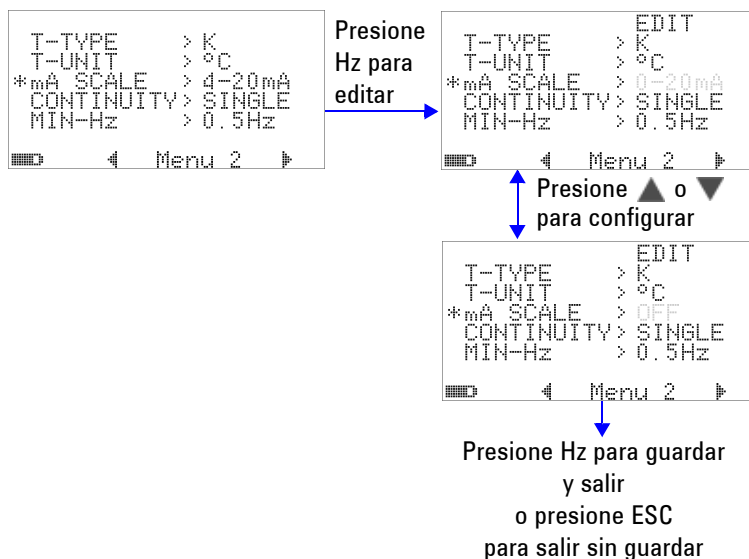 T-TYPE > K
T-UNIT > °C
*mA SCALE > 4-20mA
CONTINUITY> SINGLE
MIN-Hz > 0.5Hz
Menu 2
Presione
Hz para
editar
EDIT
T-TYPE > K
T-UNIT > °C
*mA SCALE > 0-20mA
CONTINUITY> SINGLE
MIN-Hz > 0.5Hz
Menu 2
Presione ▲ o ▼
para configurar
EDIT
T-TYPE > K
T-UNIT > °C
*mA SCALE > OFF
CONTINUITY> SINGLE
MIN-Hz > 0.5Hz
Menu 2
Presione Hz para guardar
y salir
o presione ESC
para salir sin guardar